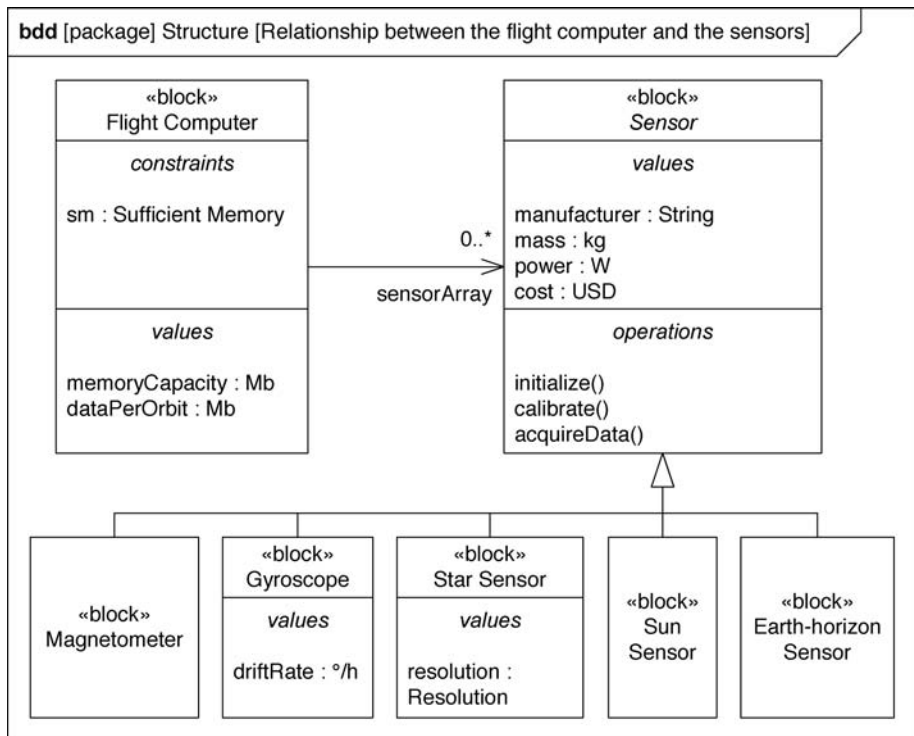 bdd [package] Structure [Relationship between the flight computer and the sensors]
«block»
Flight Computer
constraints
sm : Sufficient Memory
values
memoryCapacity : Mb
dataPerOrbit : Mb
0..*
sensorArray
«block»
Sensor
values
manufacturer : String
mass : kg
power : W
cost : USD
operations
initialize()
calibrate()
acquireData()
«block»
Magnetometer
«block»
Gyroscope
values
driftRate : °/h
«block»
Star Sensor
values
resolution :
Resolution
«block»
Sun
Sensor
«block»
Earth-horizon
Sensor